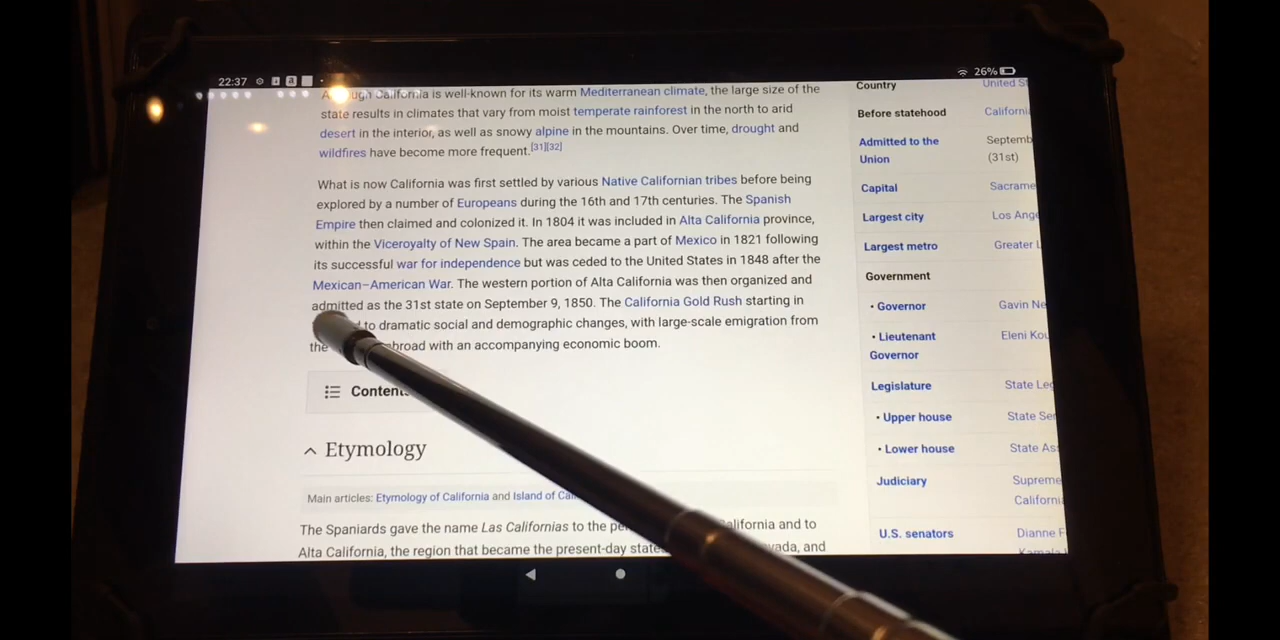 22:37
26%
California is well-known for its warm Mediterranean climate, the large size of the
state results in climates that vary from moist temperate rainforest in the north to arid
desert in the interior, as well as snowy alpine in the mountains. Over time, drought and
wildfires have become more frequent.[31][32]
What is now California was first settled by various Native Californian tribes before being
explored by a number of Europeans during the 16th and 17th centuries. The Spanish
Empire then claimed and colonized it. In 1804 it was included in Alta California province,
within the Viceroyalty of New Spain. The area became a part of Mexico in 1821 following
its successful war for independence but was ceded to the United States in 1848 after the
Mexican–American War. The western portion of Alta California was then organized and
admitted as the 31st state on September 9, 1850. The California Gold Rush starting in
to dramatic social and demographic changes, with large-scale emigration from
the broad with an accompanying economic boom.
Content
Etymology
Main articles: Etymology of California and Island of Cal
The Spaniards gave the name Las Californias to the pe alifornia and to
Alta California, the region that became the present-day state vada, and
Country United St
Before statehood California
Admitted to the Septemb
Union (31st)
Capital Sacrame
Largest city Los Ange
Largest metro Greater L
Government
• Governor Gavin Ne
• Lieutenant Eleni Kou
Governor
Legislature State Leg
• Upper house State Sen
• Lower house State Ass
Judiciary Supreme
California
U.S. senators Dianne F